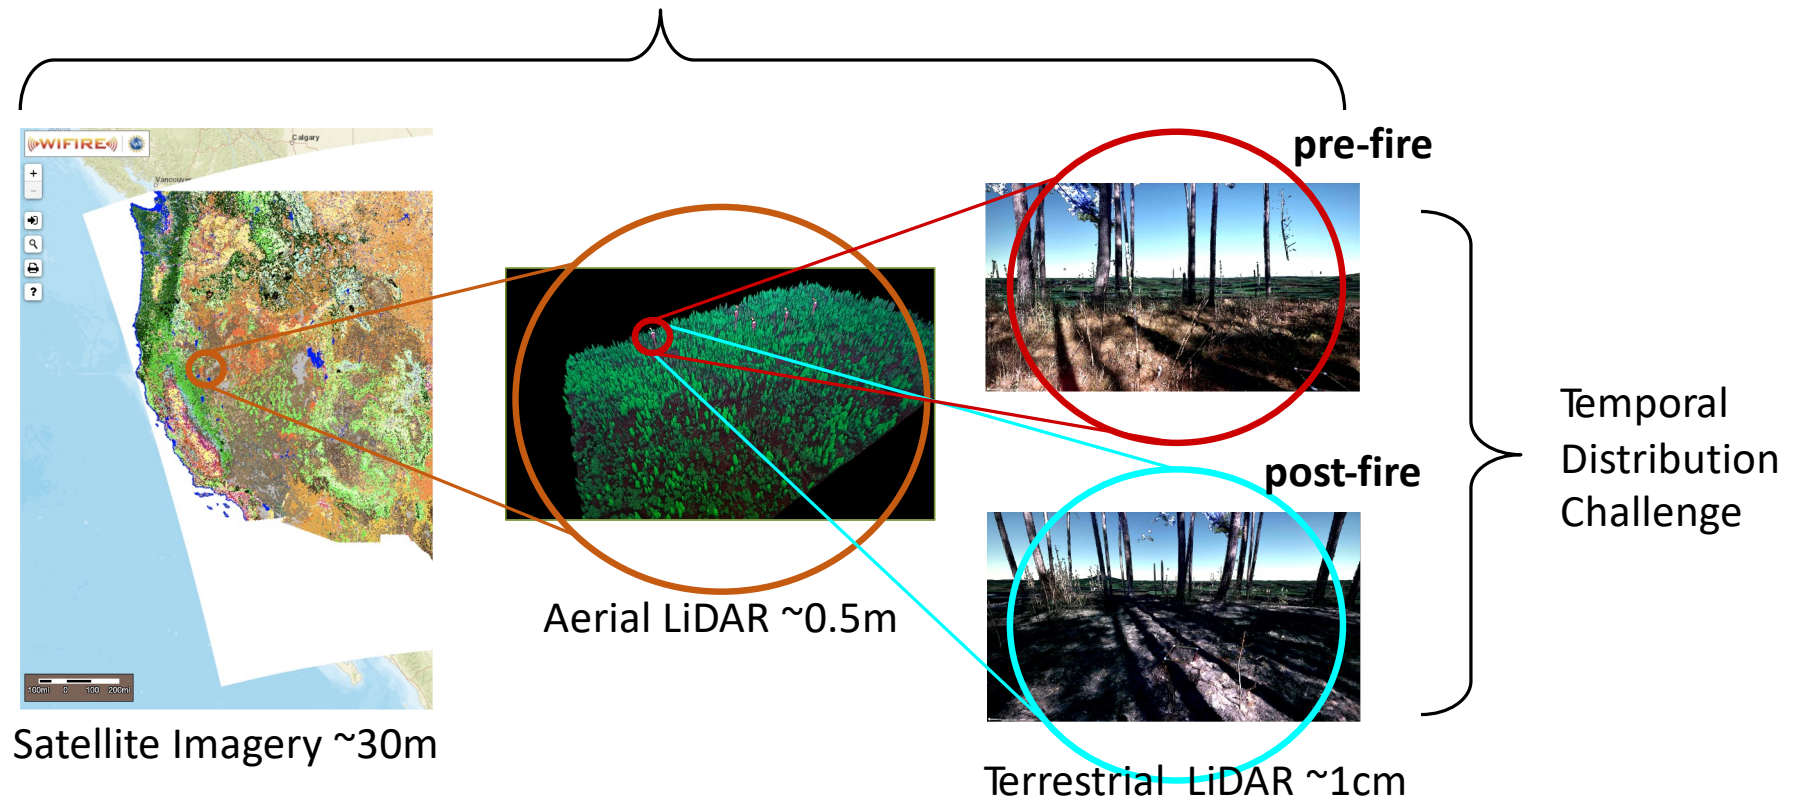 ((•WIFIRE•))
Calgary
Vancouver
+
−
?
100mi 0 100 200mi
Satellite Imagery ~30m
Aerial LiDAR ~0.5m
pre-fire
post-fire
Terrestrial LiDAR ~1cm
Temporal
Distribution
Challenge